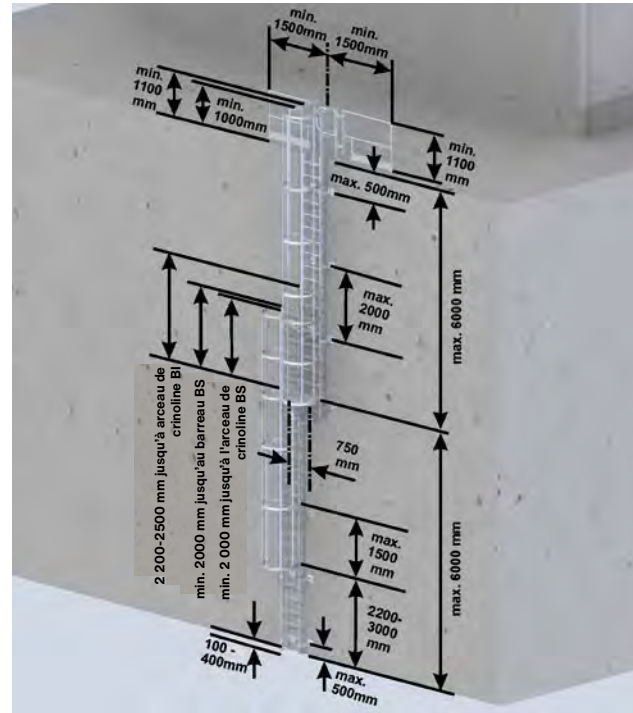 min.
1500mm
min.
1500mm
min.
1100
mm
min.
1000mm
min.
1100
mm
max. 500mm
max.
2000
mm
max. 6000 mm
2 200-2500 mm jusqu'à arceau de
crinoline BI
min. 2000 mm jusqu'au barreau BS
min. 2 000 mm jusqu'à l'arceau de
crinoline BS
750
mm
max.
1500
mm
max. 6000 mm
2200-
3000
mm
100 -
400mm
max.
500mm